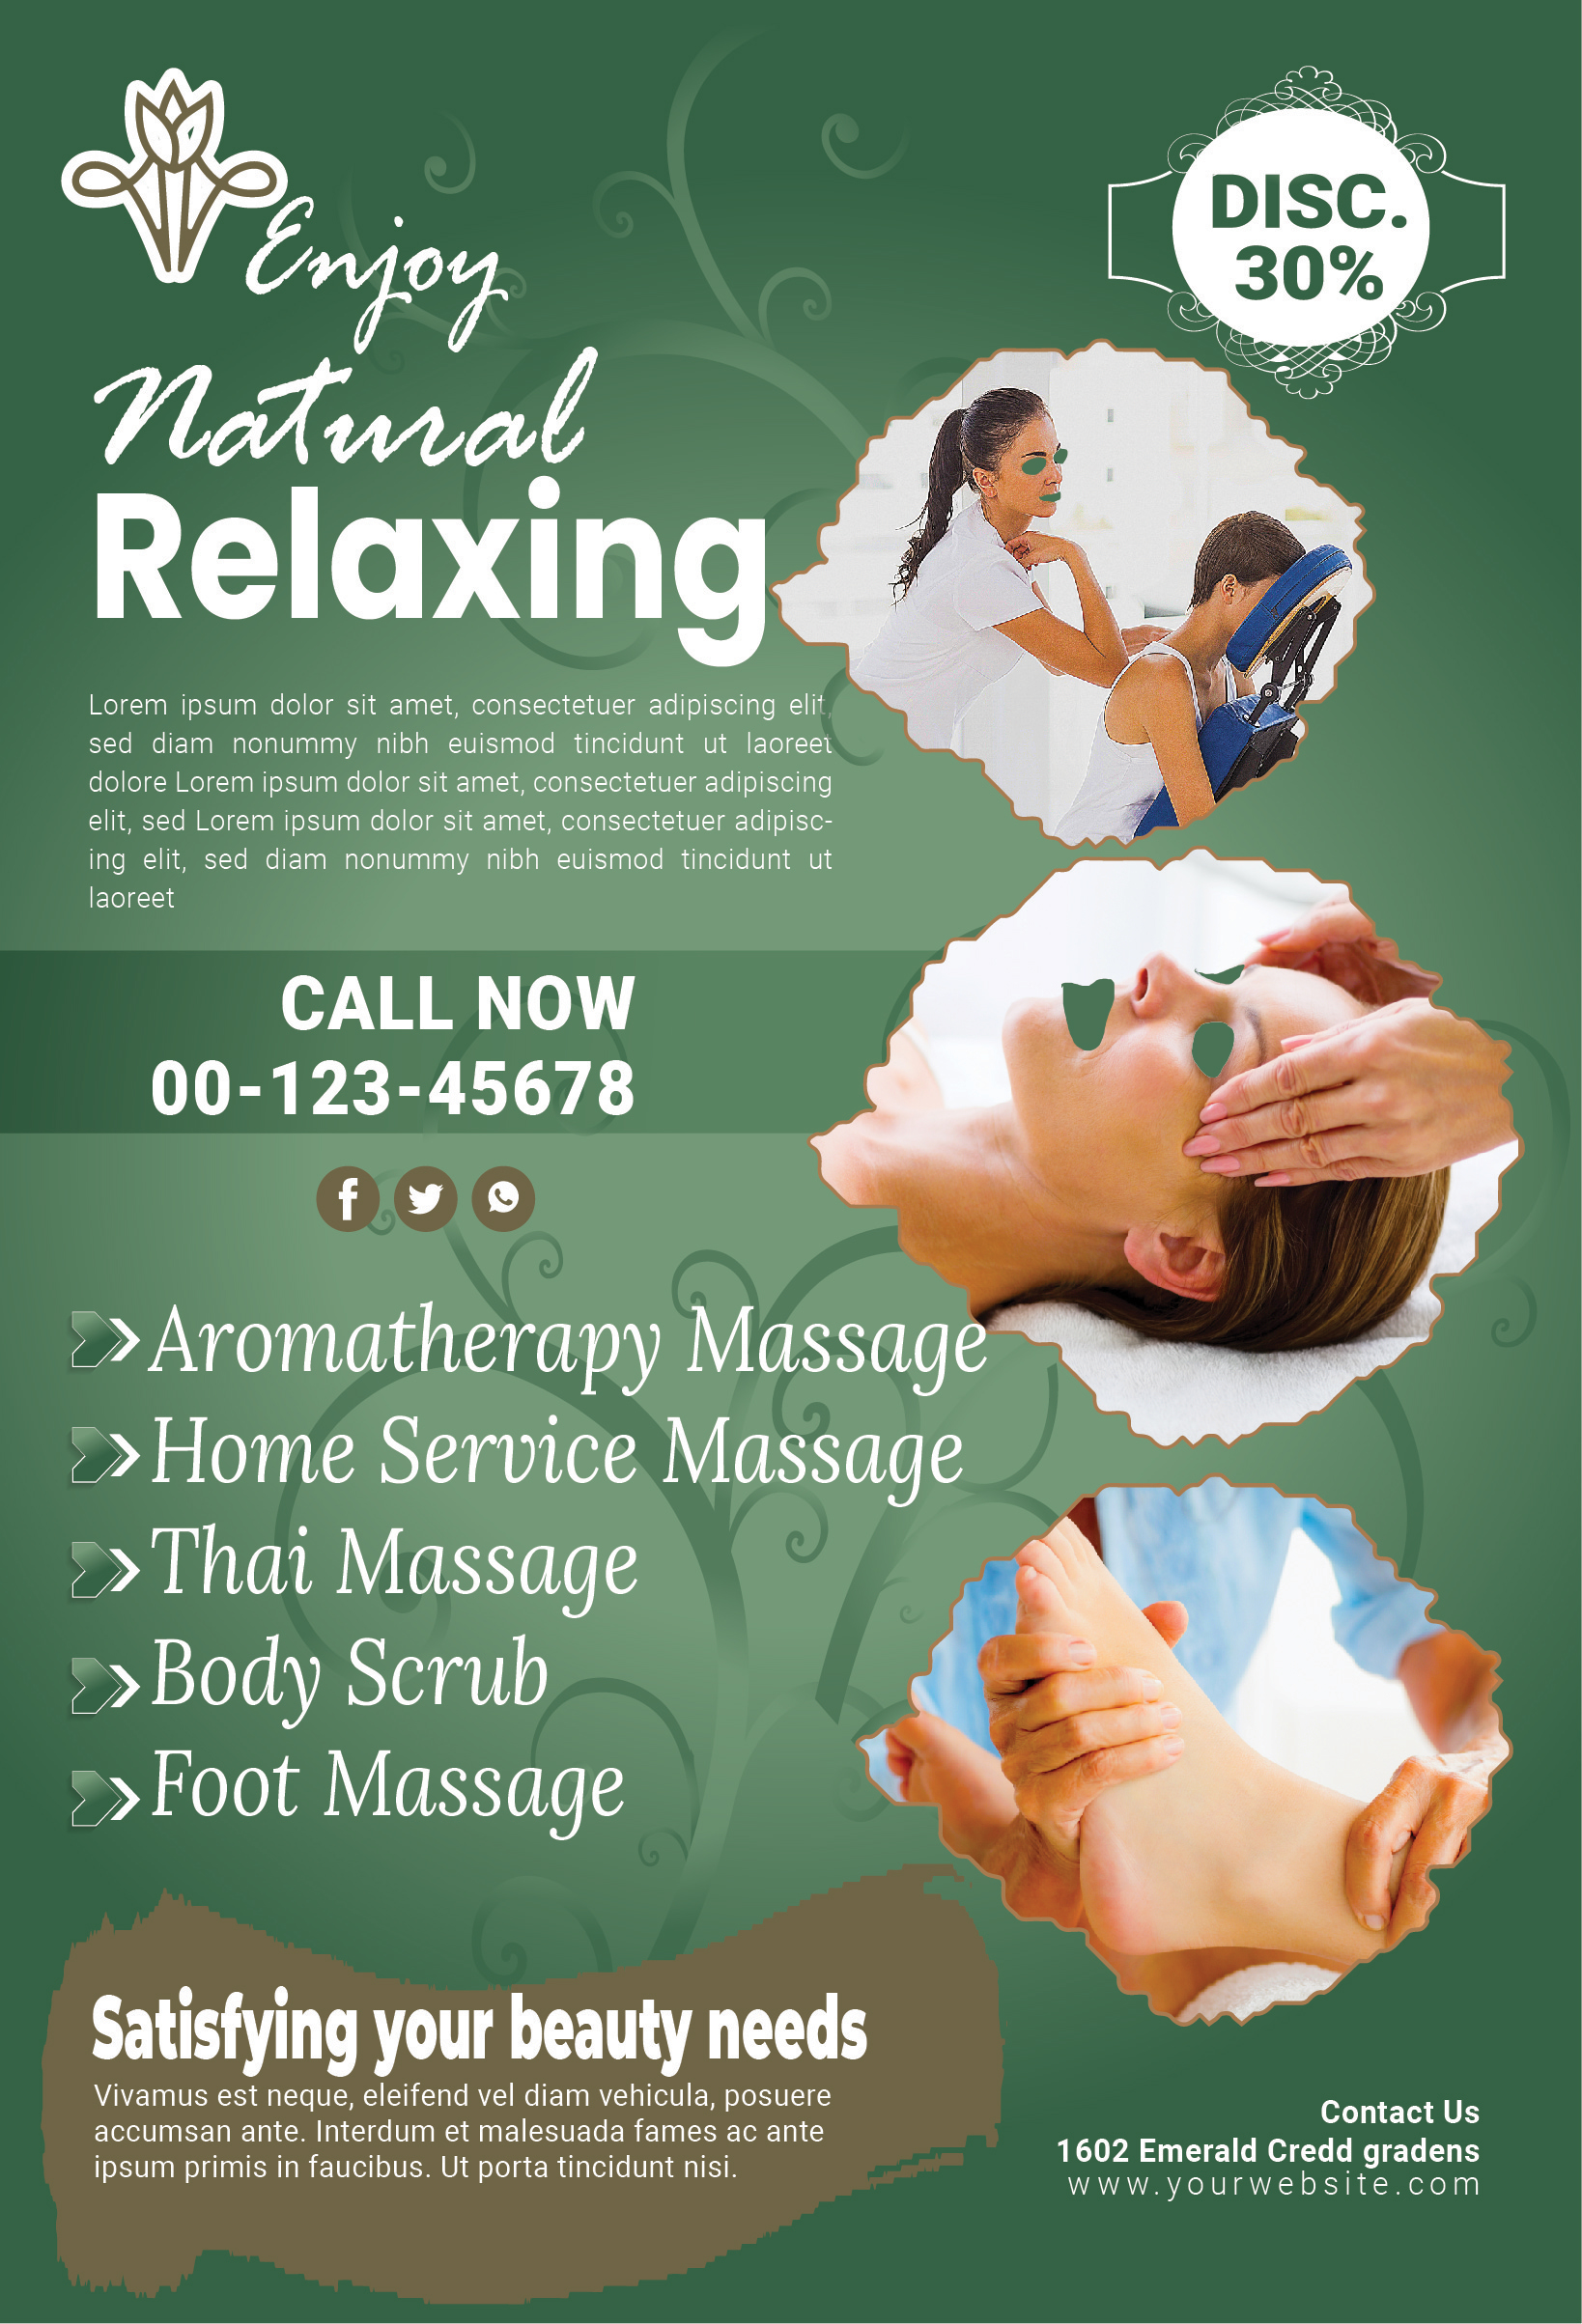 Enjoy
Natural
Relaxing
DISC.
30%
Lorem ipsum dolor sit amet, consectetuer adipiscing elit,
sed diam nonummy nibh euismod tincidunt ut laoreet
dolore Lorem ipsum dolor sit amet, consectetuer adipiscing
elit, sed Lorem ipsum dolor sit amet, consectetuer adipisc-
ing elit, sed diam nonummy nibh euismod tincidunt ut
laoreet
CALL NOW
00-123-45678
Aromatherapy Massage
Home Service Massage
Thai Massage
Body Scrub
Foot Massage
Satisfying your beauty needs
Vivamus est neque, eleifend vel diam vehicula, posuere
accumsan ante. Interdum et malesuada fames ac ante
ipsum primis in faucibus. Ut porta tincidunt nisi.
Contact Us
1602 Emerald Credd gradens
www.yourwebsite.com